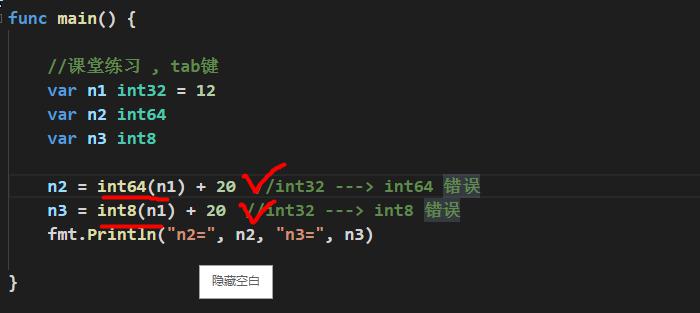 func main() {
//课堂练习 , tab键
var n1 int32 = 12
var n2 int64
var n3 int8
n2 = int64(n1) + 20 //int32 ---> int64 错误
n3 = int8(n1) + 20 //int32 ---> int8 错误
fmt.Println("n2=", n2, "n3=", n3)
隐藏空白
}